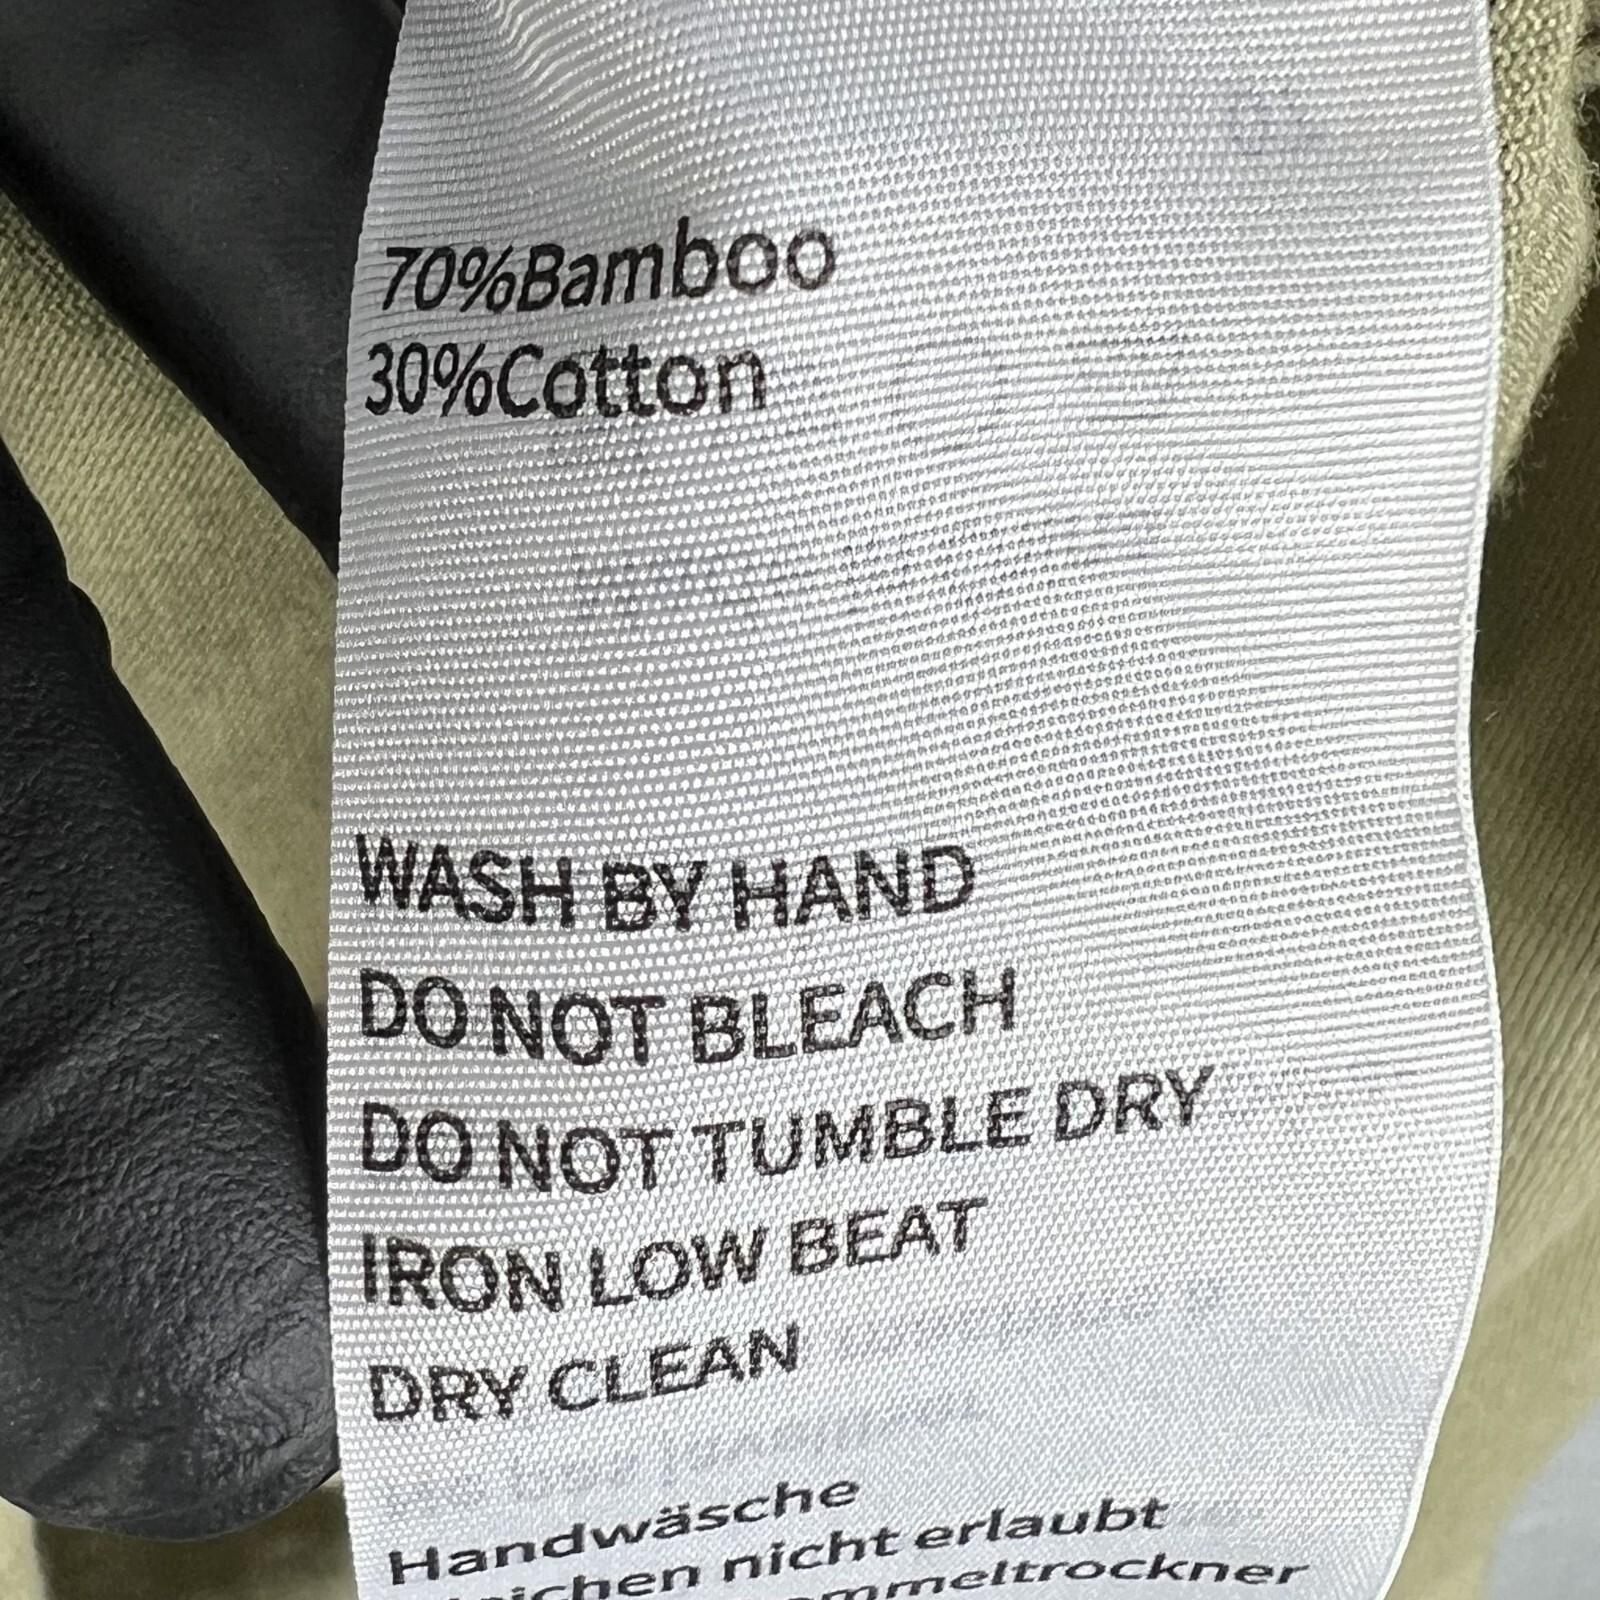 70%Bamboo
30%Cotton
WASH BY HAND
DO NOT BLEACH
DO NOT TUMBLE DRY
IRON LOW BEAT
DRY CLEAN
Handwäsche
nicht erlaubt